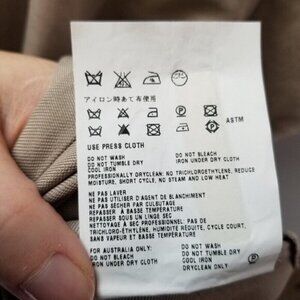 アイロン時あて布使用
ASTM
USE PRESS CLOTH
DO NOT WASH DO NOT BLEACH
DO NOT TUMBLE DRY IRON UNDER DRY CLOTH
COOL IRON
PROFESSIONALLY DRYCLEAN: NO TRICHLOROETHYLENE, REDUCE
MOISTURE, SHORT CYCLE, NO STEAM AND LOW HEAT
NE PAS LAVER
NE PAS UTILISER D'AGENT DE BLANCHIMENT
NE PAS SÉCHER PAR CULBUTAGE
REPASSER À BASSE TEMPÉRATURE
REPASSER SOUS UN LINGE SEC
NETTOYAGE À SEC PROFESSIONNEL: PAS DE
TRICHLORO-ÉTHYLÈNE, HUMIDITÉ RÉDUITE, CYCLE COURT,
SANS VAPEUR ET BASSE TEMPÉRATURE
FOR AUSTRALIA ONLY: DO NOT BLEACH
DO NOT WASH DO NOT TUMBLE DRY
IRON UNDER DRY CLOTH COOL IRON
DRYCLEAN ONLY